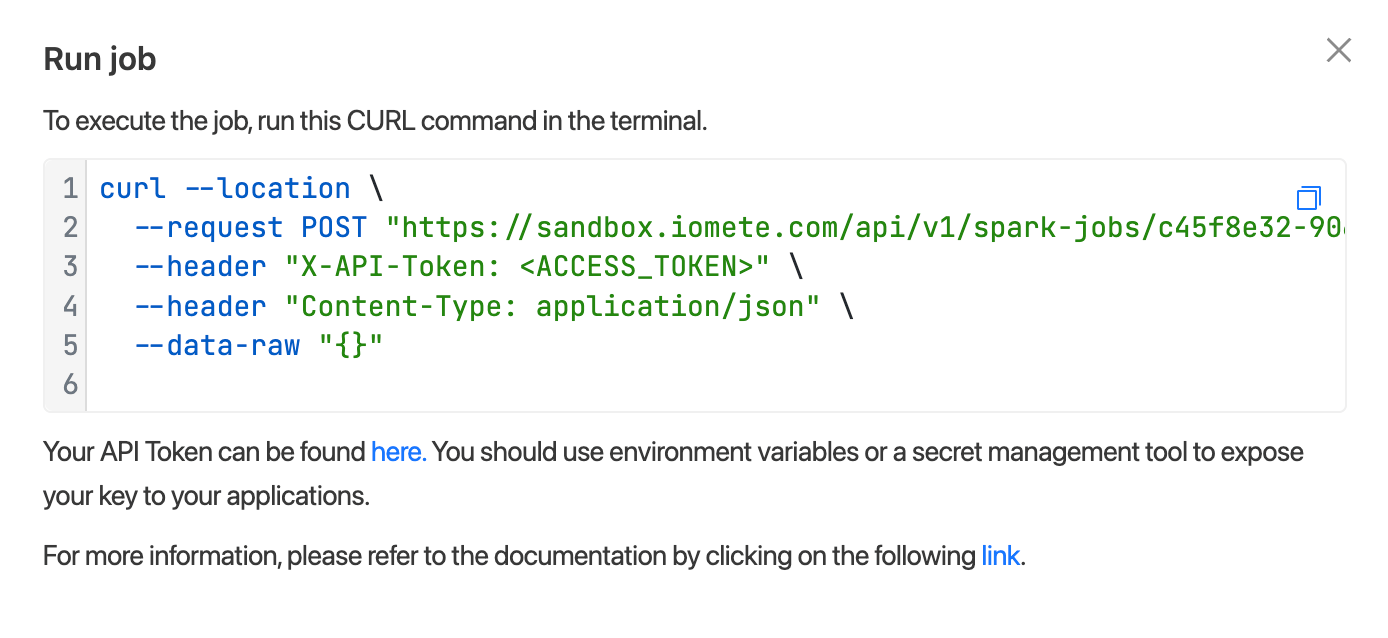 Run job
To execute the job, run this CURL command in the terminal.
1 curl --location \
2 --request POST "https://sandbox.iomete.com/api/v1/spark-jobs/c45f8e32-90
3 --header "X-API-Token: <ACCESS_TOKEN>" \
4 --header "Content-Type: application/json" \
5 --data-raw "{}"
6
Your API Token can be found here. You should use environment variables or a secret management tool to expose
your key to your applications.
For more information, please refer to the documentation by clicking on the following link.